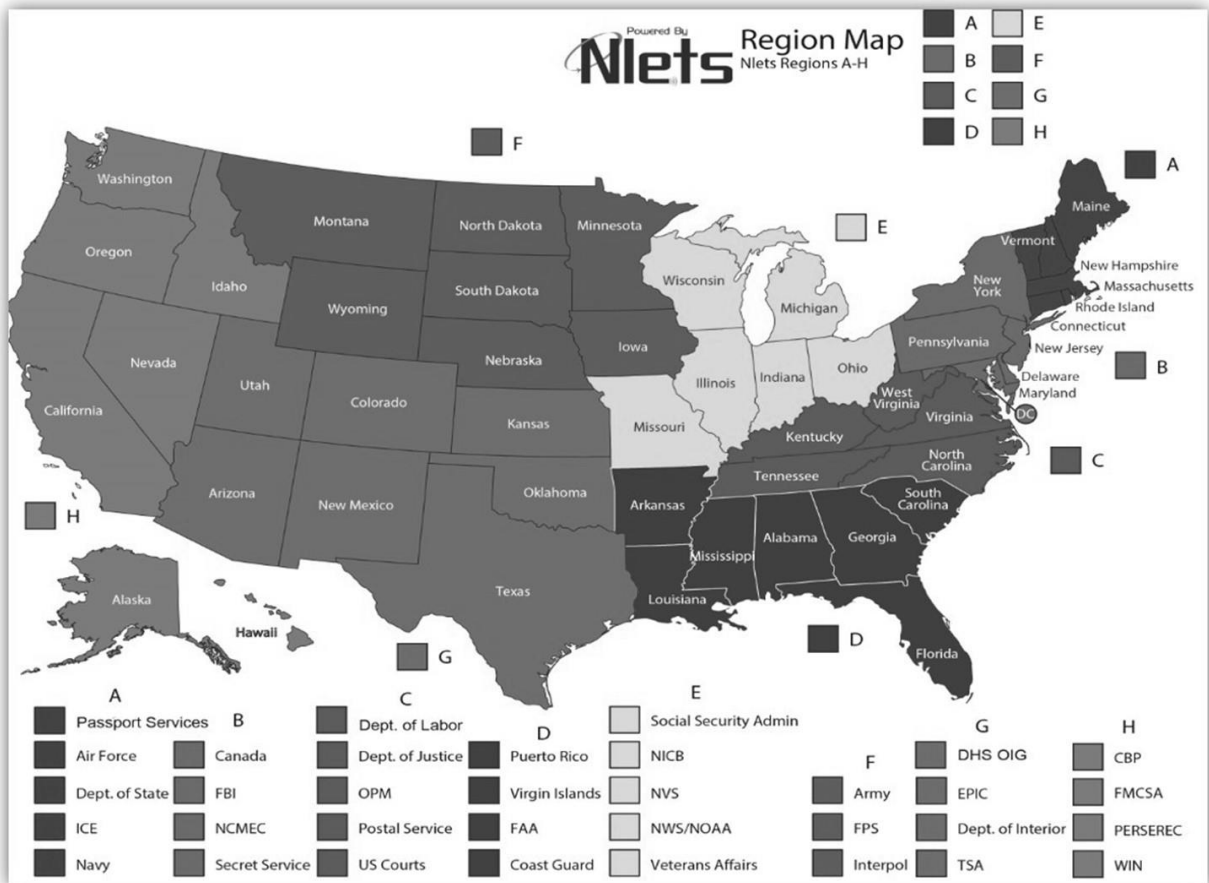 Powered By
Nlets
Region Map
Nlets Regions A-H
A
E
B
F
C
G
D
H
F
A
E
Washington
Montana
North Dakota
Minnesota
Maine
Oregon
Vermont
Idaho
Wisconsin
New Hampshire
South Dakota
New
York
Massachusetts
Wyoming
Michigan
Rhode Island
Connecticut
Nebraska
Iowa
Pennsylvania
New Jersey
Nevada
Utah
Ohio
B
Illinois
Indiana
Delaware
Maryland
California
Colorado
West
Virginia
Virginia
DC
Kansas
Missouri
Kentucky
C
Tennessee
North
Carolina
Arizona
Oklahoma
South
Carolina
New Mexico
Arkansas
H
Alabama
Georgia
Mississippi
Alaska
Texas
Louisiana
Hawaii
G
D
Florida
A
Passport Services
Air Force
Dept. of State
ICE
Navy
B
Canada
FBI
NCMEC
Secret Service
C
Dept. of Labor
Dept. of Justice
OPM
Postal Service
US Courts
D
Puerto Rico
Virgin Islands
FAA
Coast Guard
E
Social Security Admin
NICB
NVS
NWS/NOAA
Veterans Affairs
F
Army
FPS
Interpol
G
DHS OIG
EPIC
Dept. of Interior
TSA
H
CBP
FMCSA
PERSEREC
WIN